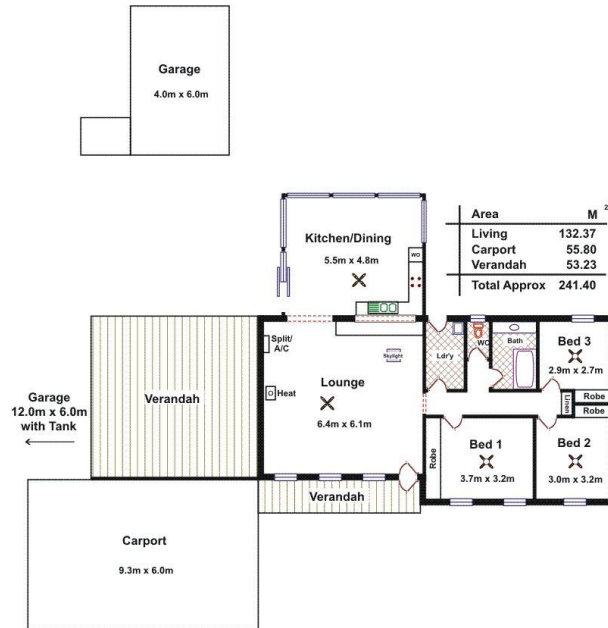 Garage
4.0m x 6.0m
Kitchen/Dining
5.5m x 4.8m
WO
Area M 2
Living 132.37
Carport 55.80
Verandah 53.23
Total Approx 241.40
Split/
A/C
Heat
Skylight
Lounge
6.4m x 6.1m
Ldr'y
WC
Bath
Bed 3
2.9m x 2.7m
Linen
Robe
Robe
Garage
12.0m x 6.0m
with Tank
Verandah
Robe
Bed 1
3.7m x 3.2m
Bed 2
3.0m x 3.2m
Verandah
Carport
9.3m x 6.0m